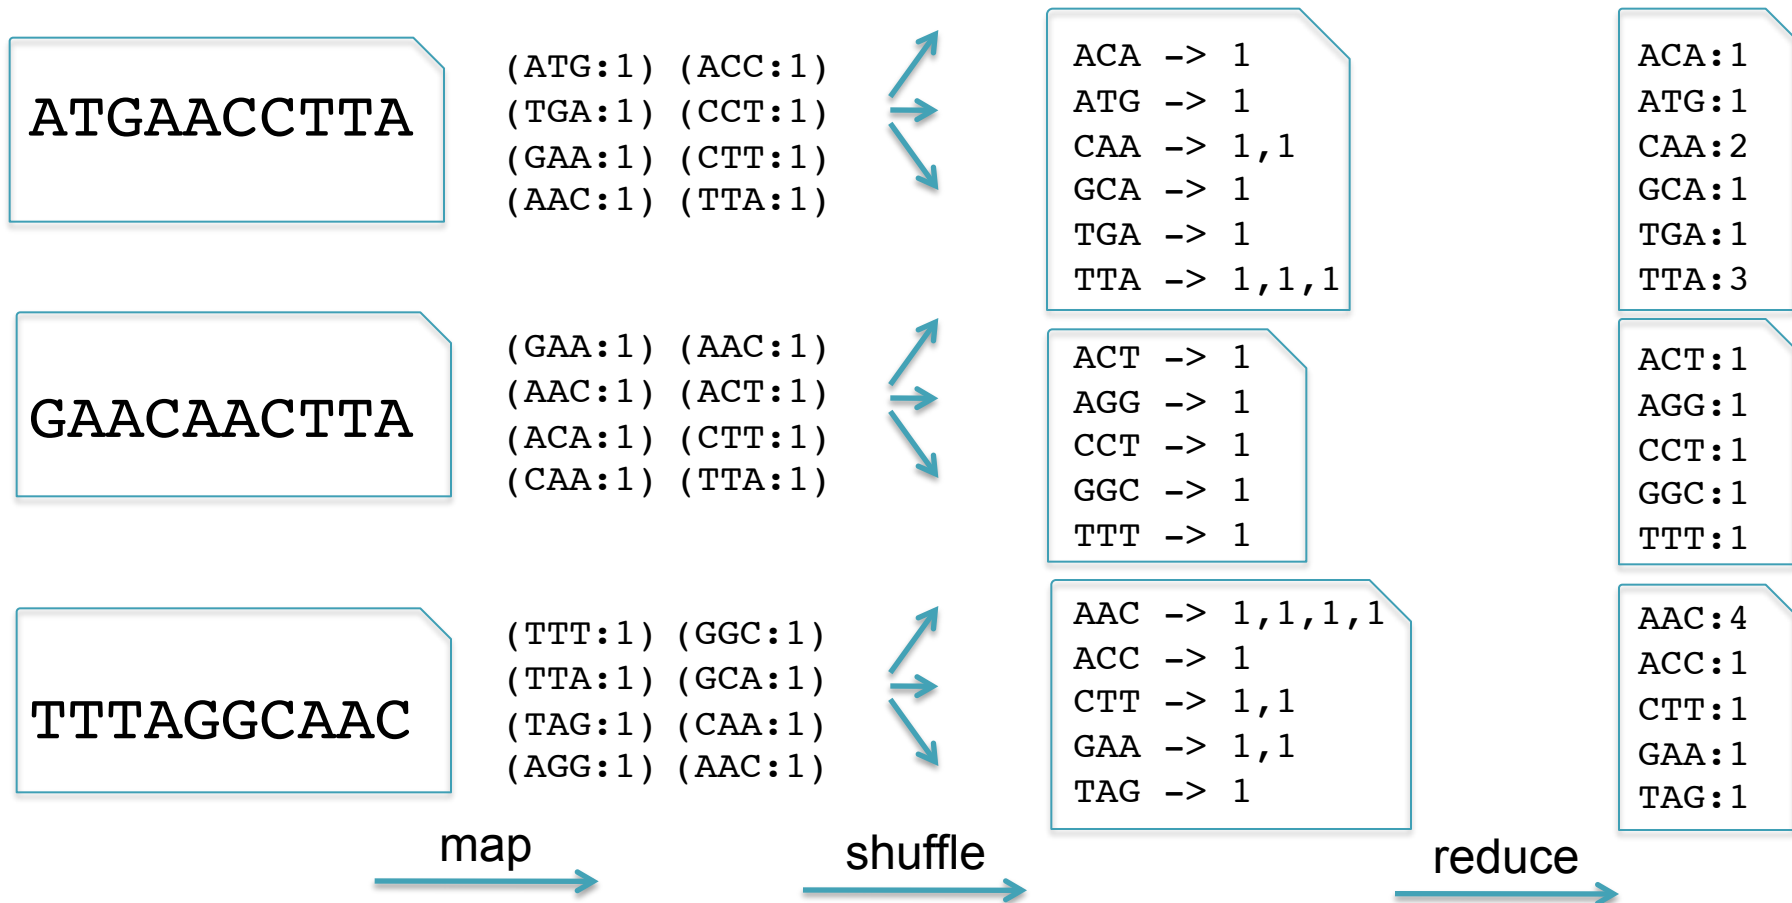 ATGAACCTTA
(ATG:1) (ACC:1)
(TGA:1) (CCT:1)
(GAA:1) (CTT:1)
(AAC:1) (TTA:1)
ACA -> 1
ATG -> 1
CAA -> 1,1
GCA -> 1
TGA -> 1
TTA -> 1,1,1
ACA:1
ATG:1
CAA:2
GCA:1
TGA:1
TTA:3
GAACAACTTA
(GAA:1) (AAC:1)
(AAC:1) (ACT:1)
(ACA:1) (CTT:1)
(CAA:1) (TTA:1)
ACT -> 1
AGG -> 1
CCT -> 1
GGC -> 1
TTT -> 1
ACT:1
AGG:1
CCT:1
GGC:1
TTT:1
TTTAGGCAAC
(TTT:1) (GGC:1)
(TTA:1) (GCA:1)
(TAG:1) (CAA:1)
(AGG:1) (AAC:1)
AAC -> 1,1,1,1
ACC -> 1
CTT -> 1,1
GAA -> 1,1
TAG -> 1
AAC:4
ACC:1
CTT:1
GAA:1
TAG:1
map
shuffle
reduce